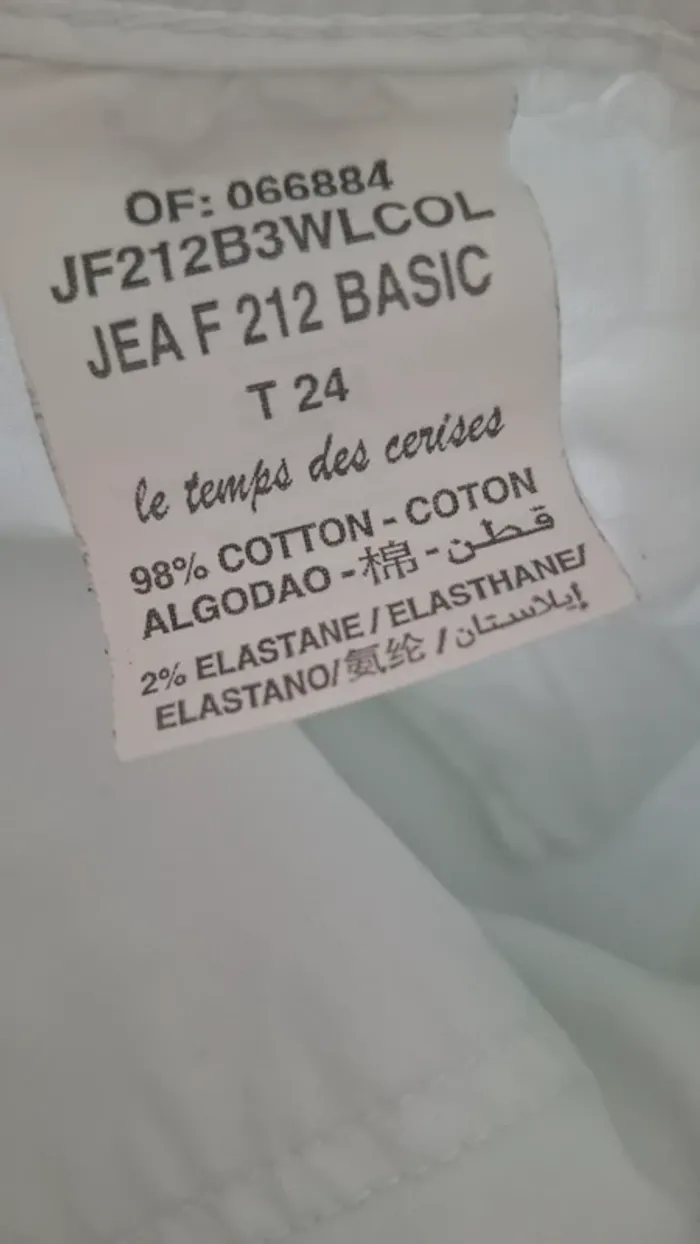 OF: 066884
JF212B3WLCOL
JEA F 212 BASIC
T 24
le temps des cerises
98% COTTON - COTON
ALGODAO - 棉 - قطن
2% ELASTANE / ELASTHANE/
ELASTANO/ 氨纶 / إيلاستان